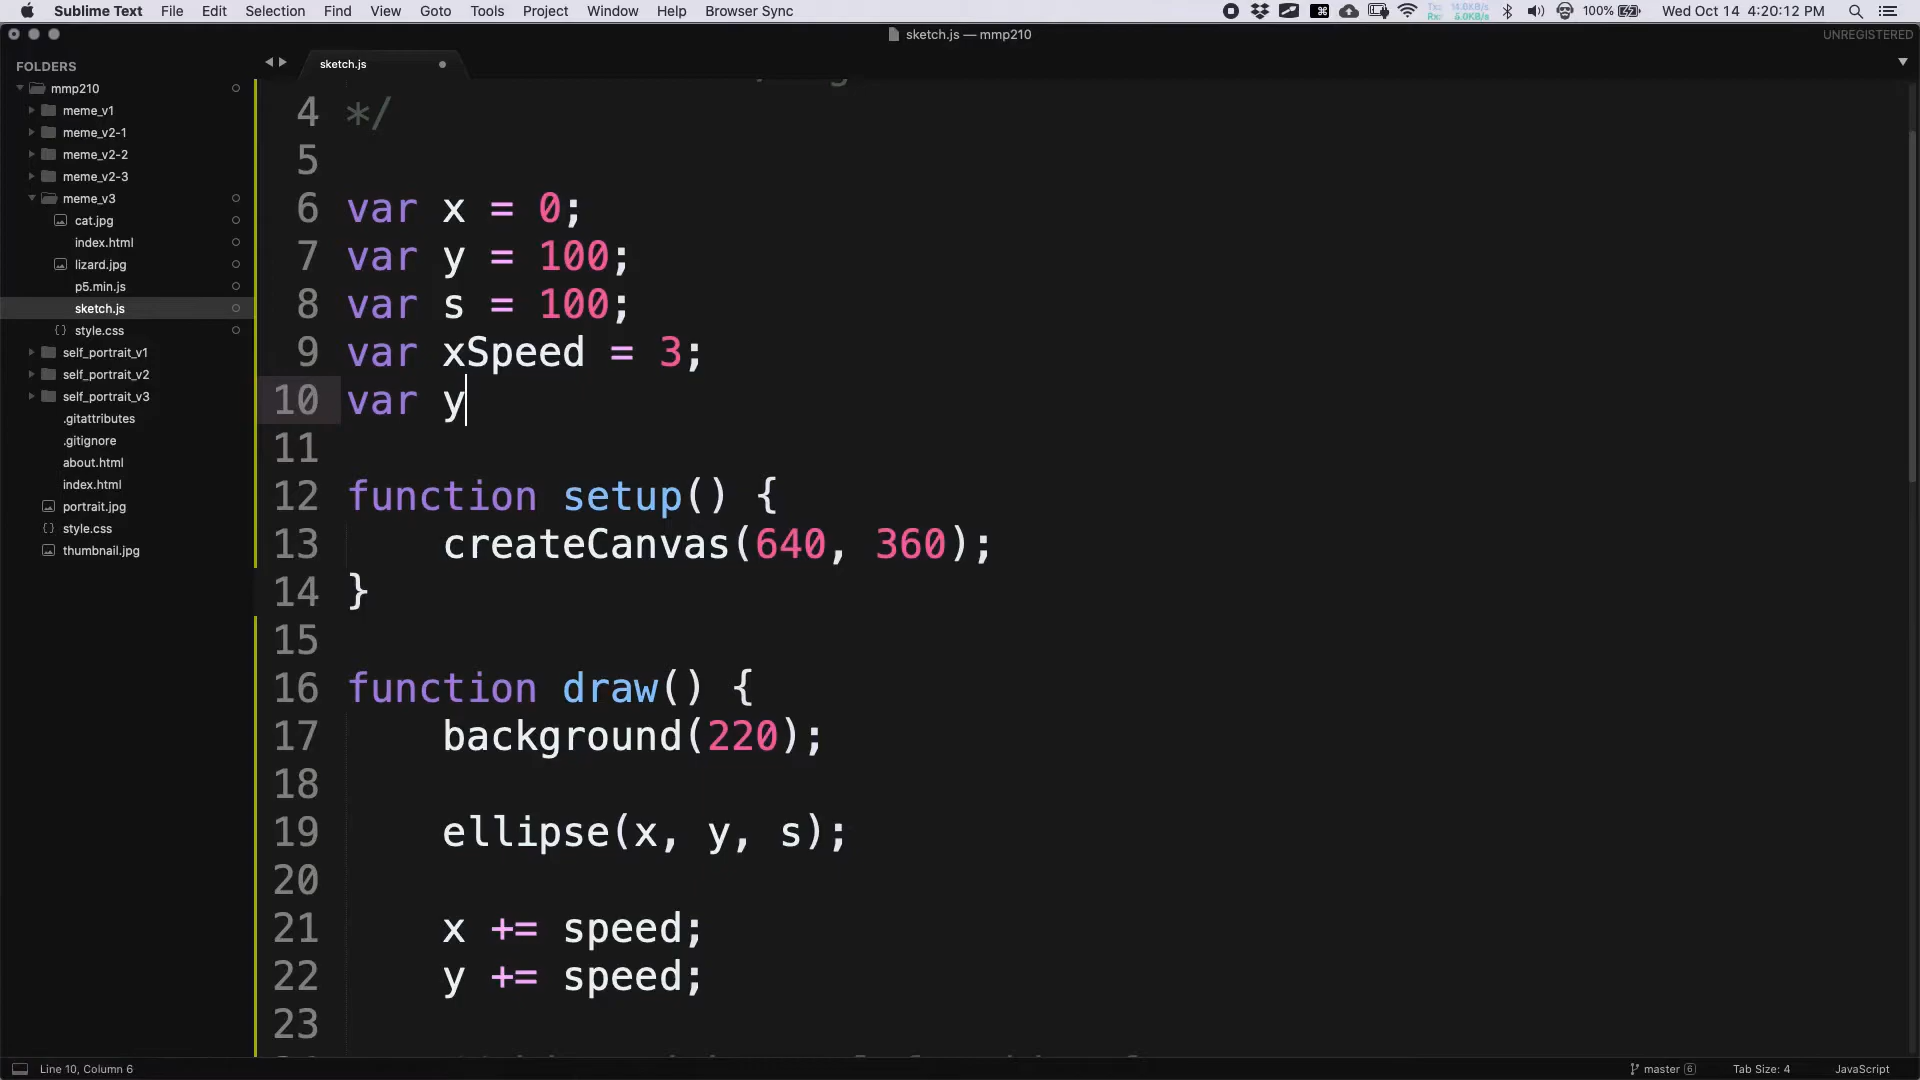 Sublime Text File Edit Selection Find View Goto Tools Project Window Help Browser Sync 100% Wed Oct 14 4:20:12 PM
sketch.js — mmp210 UNREGISTERED
FOLDERS
mmp210
meme_v1
meme_v2-1
meme_v2-2
meme_v2-3
meme_v3
cat.jpg
index.html
lizard.jpg
p5.min.js
sketch.js
style.css
self_portrait_v1
self_portrait_v2
self_portrait_v3
.gitattributes
.gitignore
about.html
index.html
portrait.jpg
style.css
thumbnail.jpg
sketch.js
4 */
5
6 var x = 0;
7 var y = 100;
8 var s = 100;
9 var xSpeed = 3;
10 var y
11
12 function setup() {
13 createCanvas(640, 360);
14 }
15
16 function draw() {
17 background(220);
18
19 ellipse(x, y, s);
20
21 x += speed;
22 y += speed;
23
Line 10, Column 6 master 6 Tab Size: 4 JavaScript